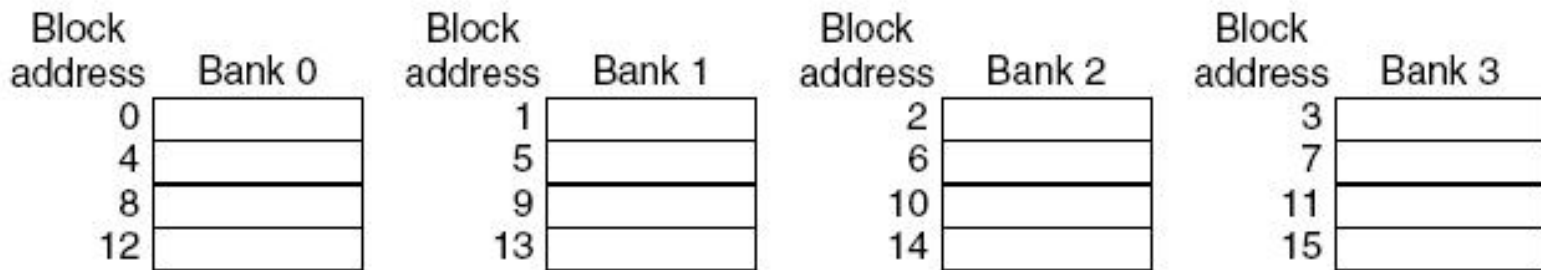 Block Block Block Block
address Bank 0 address Bank 1 address Bank 2 address Bank 3
0 1 2 3
4 5 6 7
8 9 10 11
12 13 14 15